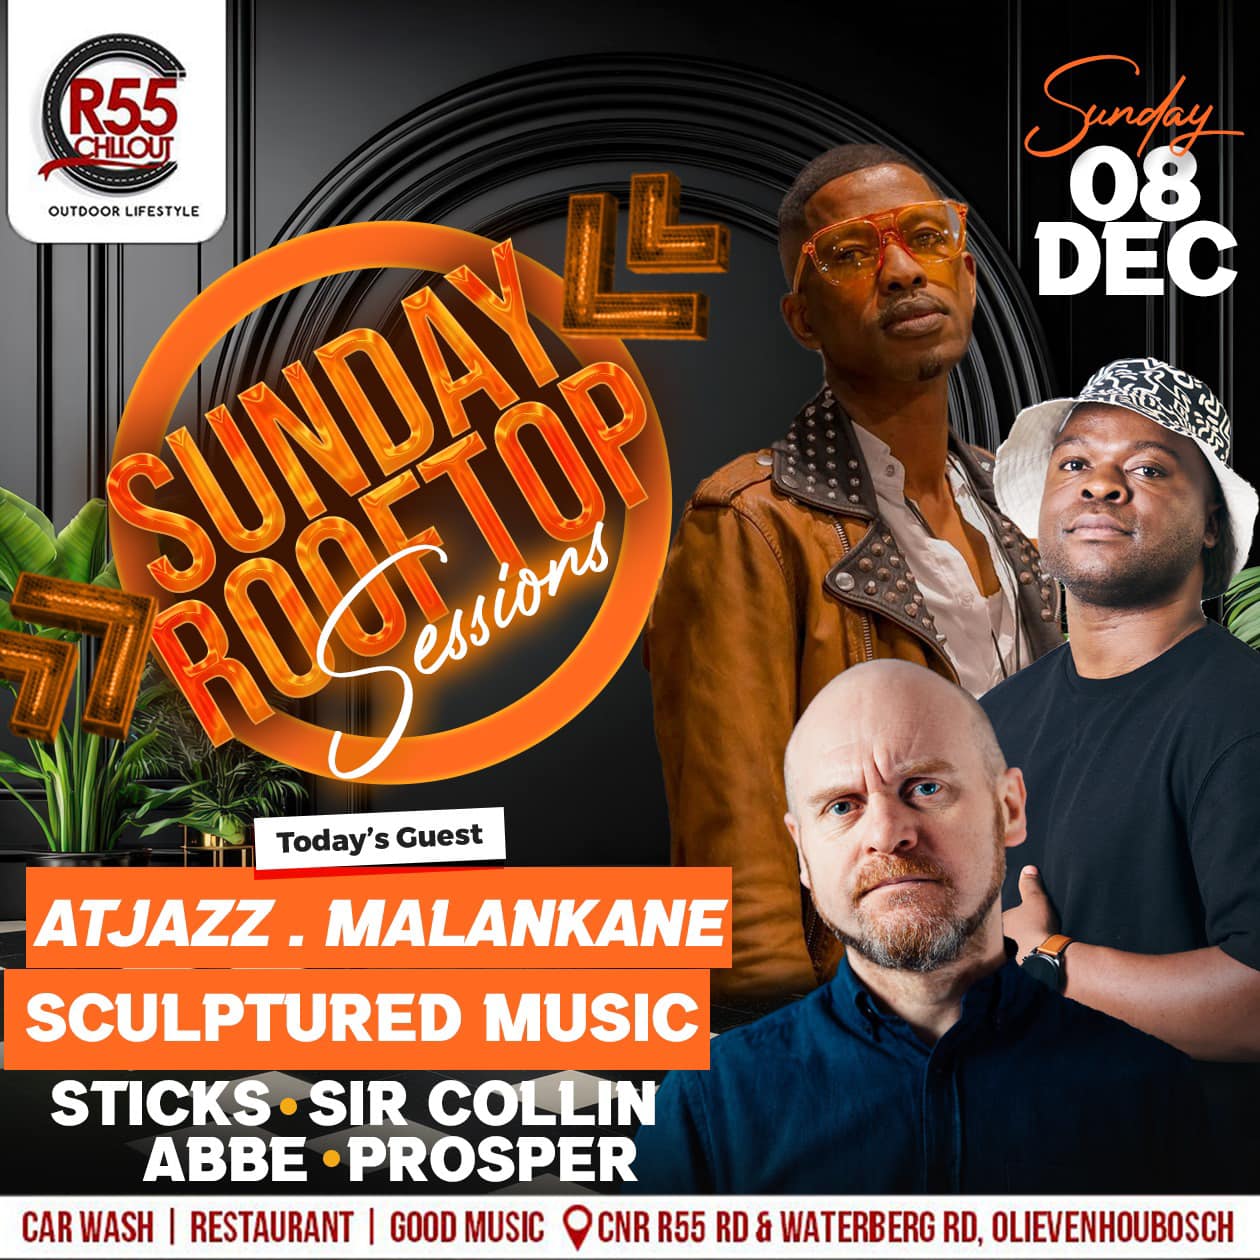 R55
CHILLOUT
OUTDOOR LIFESTYLE
Sunday
08
DEC
SUNDAY
ROOFTOP
Sessions
Today's Guest
ATJAZZ . MALANKANE
SCULPTURED MUSIC
STICKS • SIR COLLIN
ABBE • PROSPER
CAR WASH | RESTAURANT | GOOD MUSIC CNR R55 RD & WATERBERG RD, OLIEVENHOUBOSCH